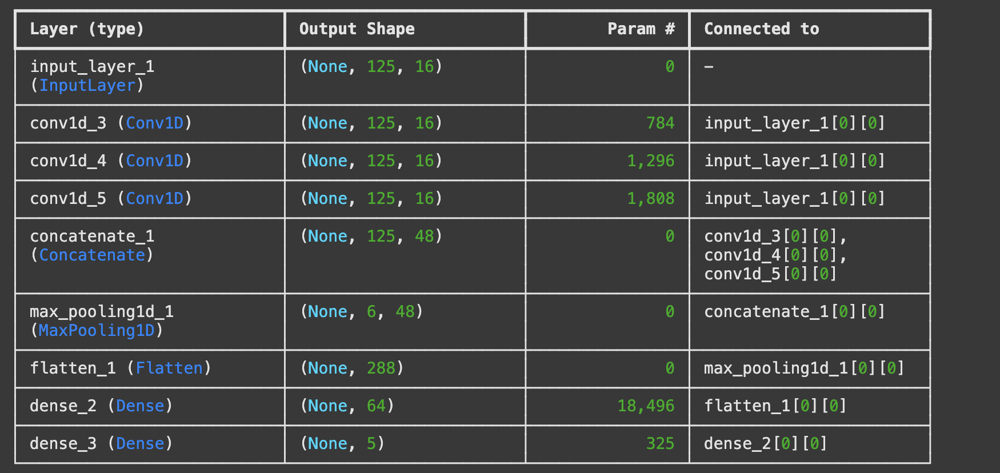 Layer (type) Output Shape Param # Connected to
input_layer_1 (None, 125, 16) 0 –
(InputLayer)
conv1d_3 (Conv1D) (None, 125, 16) 784 input_layer_1[0][0]
conv1d_4 (Conv1D) (None, 125, 16) 1,296 input_layer_1[0][0]
conv1d_5 (Conv1D) (None, 125, 16) 1,808 input_layer_1[0][0]
concatenate_1 (None, 125, 48) 0 conv1d_3[0][0],
(Concatenate) conv1d_4[0][0],
conv1d_5[0][0]
max_pooling1d_1 (None, 6, 48) 0 concatenate_1[0][0]
(MaxPooling1D)
flatten_1 (Flatten) (None, 288) 0 max_pooling1d_1[0][0]
dense_2 (Dense) (None, 64) 18,496 flatten_1[0][0]
dense_3 (Dense) (None, 5) 325 dense_2[0][0]